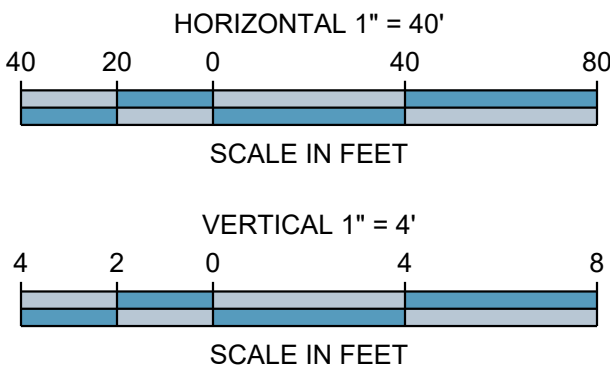 HORIZONTAL 1" = 40'
40 20 0 40 80
SCALE IN FEET
VERTICAL 1" = 4'
4 2 0 4 8
SCALE IN FEET